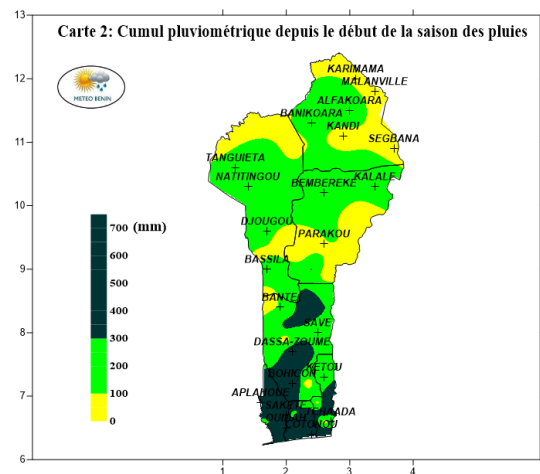 Carte 2: Cumul pluviométrique depuis le début de la saison des pluies
13
METEO BENIN
KARIMAMA
MALANVILLE
12
ALFAKOARA
BANIKOARA
KANDI
SEGBANA
11
TANGUIETA
NATITINGOU
BEMBEREKE
KALALE
10
DJOUGOU
PARAKOU
700 (mm)
600
500
400
300
200
100
0
9
BASSILA
BANTE
8
SAVE
DASSA-ZOUME
BOHICON
KETOU
7
APLAHOUE
SAKETE
COTONOU
6
1
2
3
4